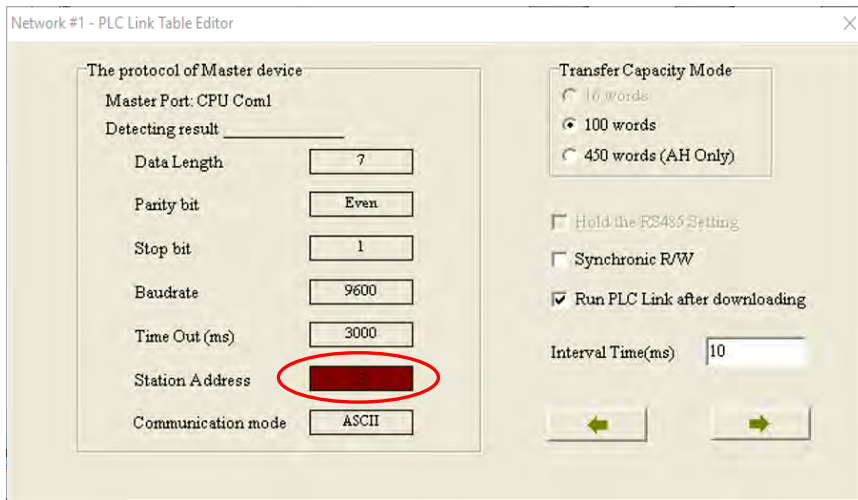 Network #1 - PLC Link Table Editor
The protocol of Master device
Master Port: CPU Com1
Detecting result
Data Length 7
Parity bit Even
Stop bit 1
Baudrate 9600
Time Out (ms) 3000
Station Address
Communication mode ASCII
Transfer Capacity Mode
16 words
100 words
450 words (AH Only)
Hold the RS485 Setting
Synchronic R/W
Run PLC Link after downloading
Interval Time(ms) 10